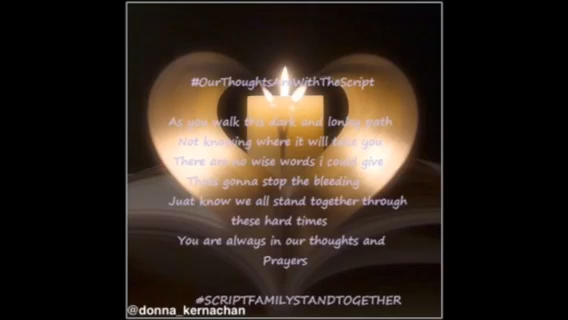 #OurThoughtsAreWithTheScript
As you walk this dark and lonley path
Not knowing where it will take you
There are no wise words i could give
Thats gonna stop the bleeding
Juat know we all stand together through
these hard times
You are always in our thoughts and
Prayers
#SCRIPTFAMILYSTANDTOGETHER
@donna_kernachan